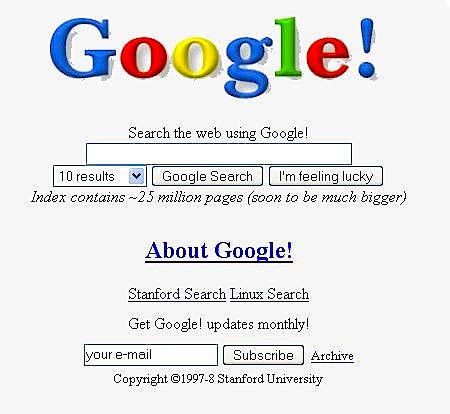 Google!
Search the web using Google!
10 results Google Search I'm feeling lucky
Index contains ~25 million pages (soon to be much bigger)
About Google!
Stanford Search Linux Search
Get Google! updates monthly!
your e-mail Subscribe Archive
Copyright ©1997-8 Stanford University